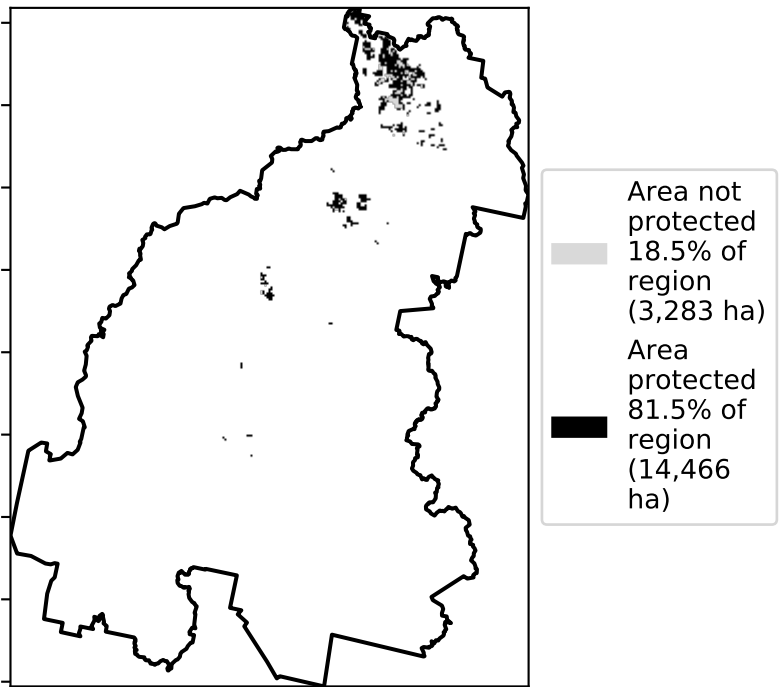 Area not
protected
18.5% of
region
(3,283 ha)
Area
protected
81.5% of
region
(14,466
ha)